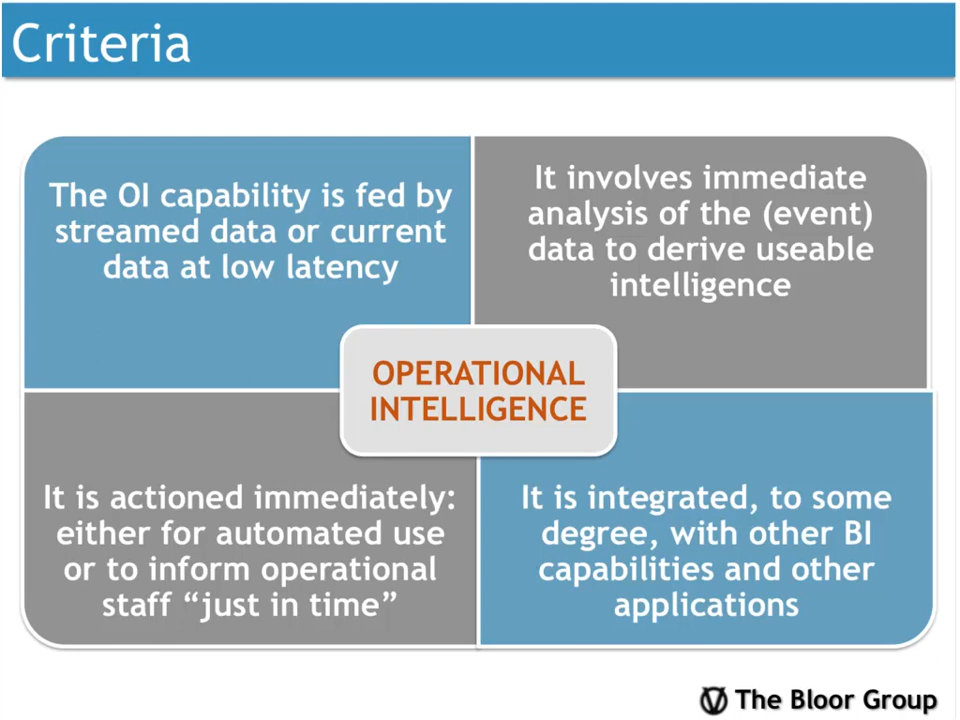 Criteria
The OI capability is fed by
streamed data or current
data at low latency
It involves immediate
analysis of the (event)
data to derive useable
intelligence
OPERATIONAL
INTELLIGENCE
It is actioned immediately:
either for automated use
or to inform operational
staff “just in time”
It is integrated, to some
degree, with other BI
capabilities and other
applications
The Bloor Group